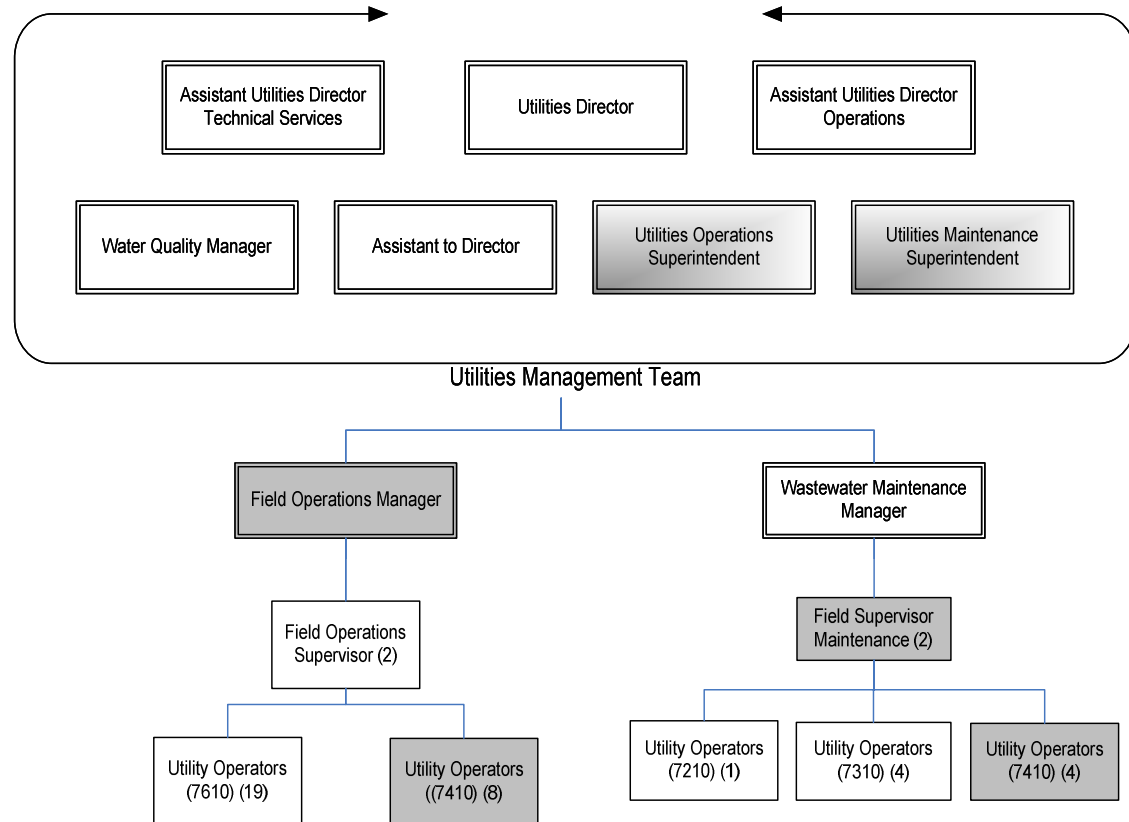 Assistant Utilities Director
Technical Services
Utilities Director
Assistant Utilities Director
Operations
Water Quality Manager
Assistant to Director
Utilities Operations
Superintendent
Utilities Maintenance
Superintendent
Utilities Management Team
Field Operations Manager
Wastewater Maintenance
Manager
Field Operations
Supervisor (2)
Field Supervisor
Maintenance (2)
Utility Operators
(7610) (19)
Utility Operators
((7410) (8)
Utility Operators
(7210) (1)
Utility Operators
(7310) (4)
Utility Operators
(7410) (4)